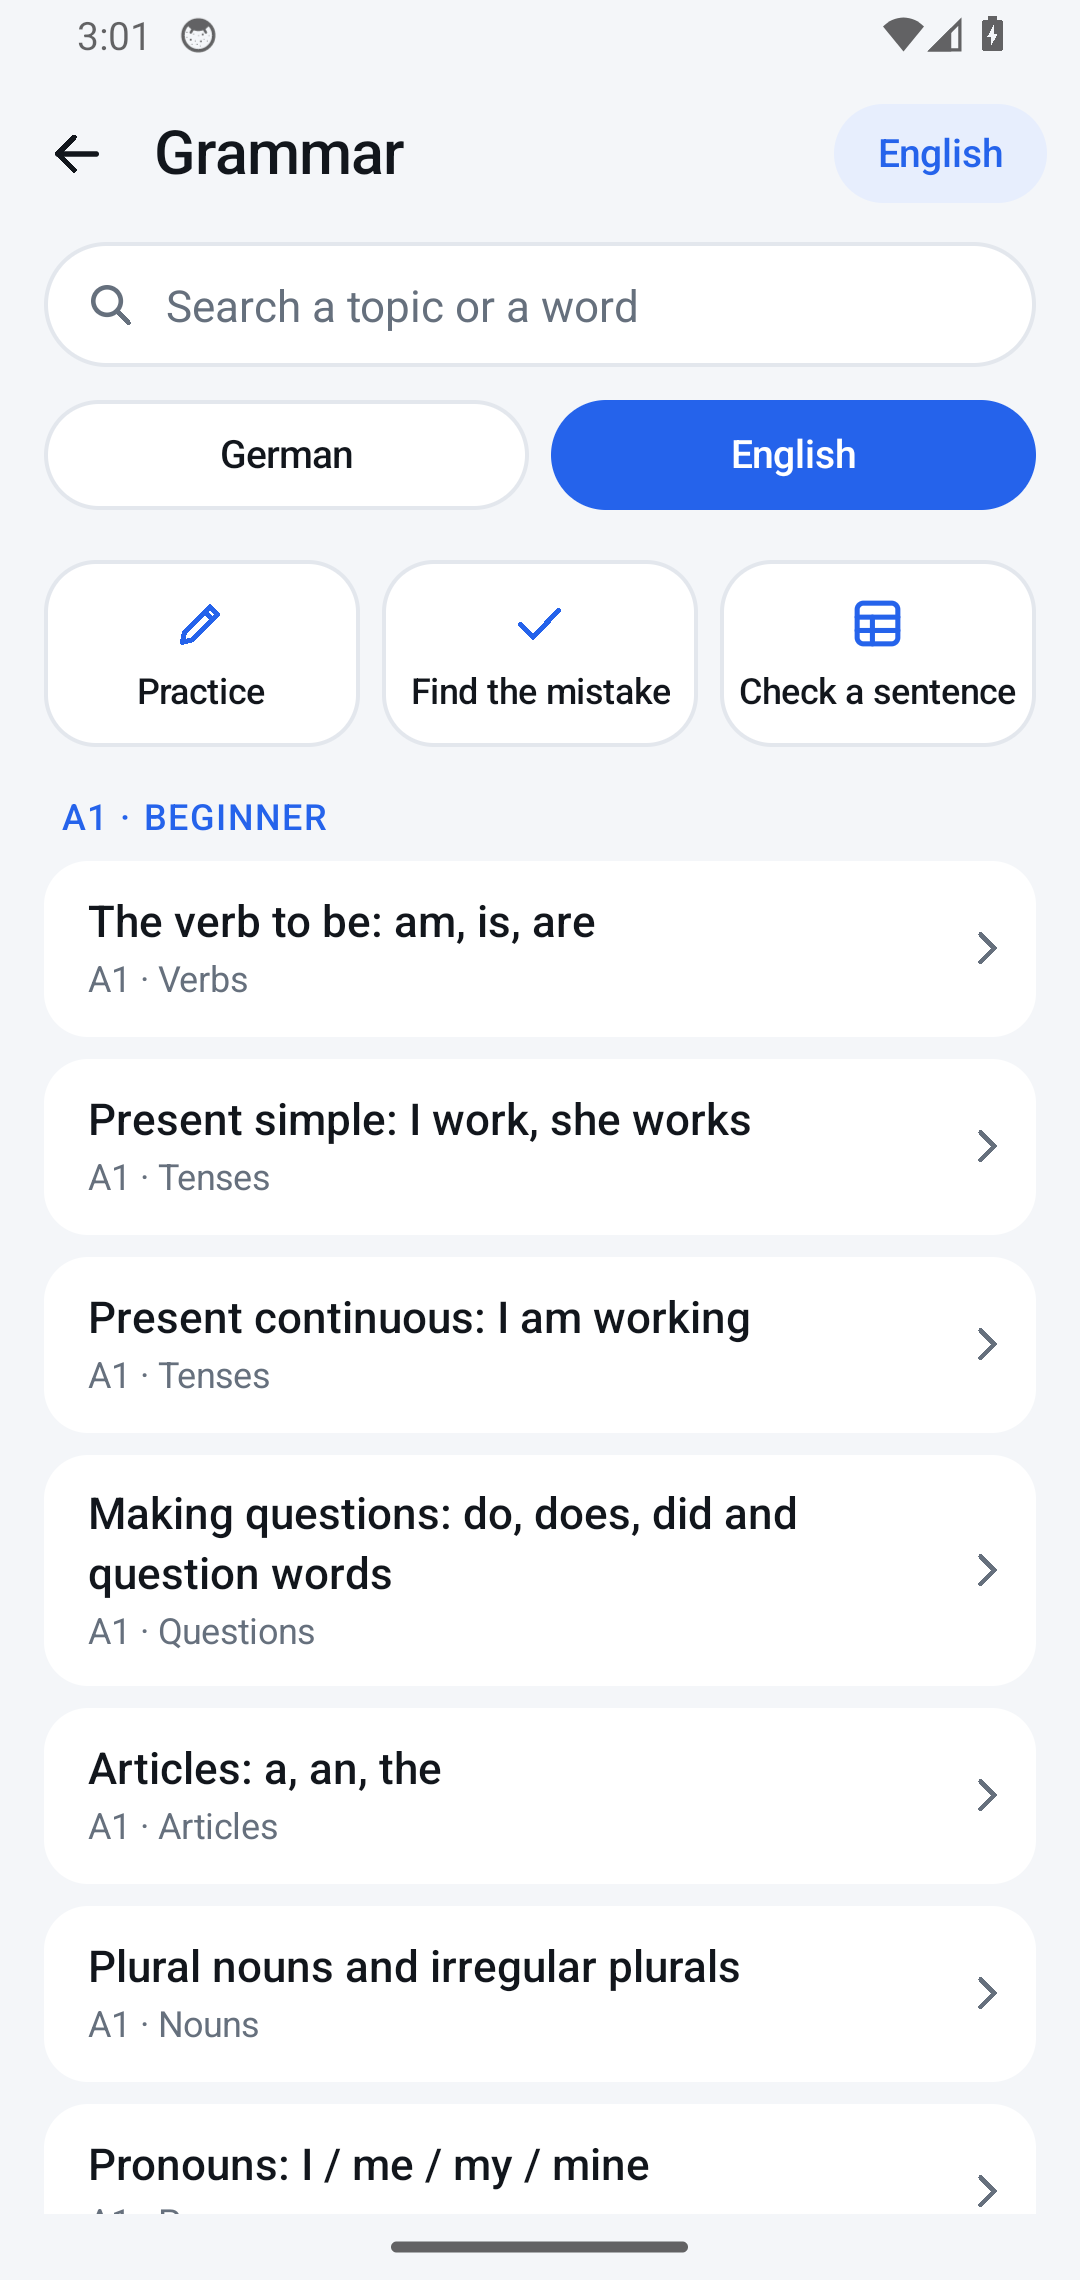 3:01
Grammar
English
Search a topic or a word
German
English
Practice
Find the mistake
Check a sentence
A1 · BEGINNER
The verb to be: am, is, are
A1 · Verbs
Present simple: I work, she works
A1 · Tenses
Present continuous: I am working
A1 · Tenses
Making questions: do, does, did and
question words
A1 · Questions
Articles: a, an, the
A1 · Articles
Plural nouns and irregular plurals
A1 · Nouns
Pronouns: I / me / my / mine